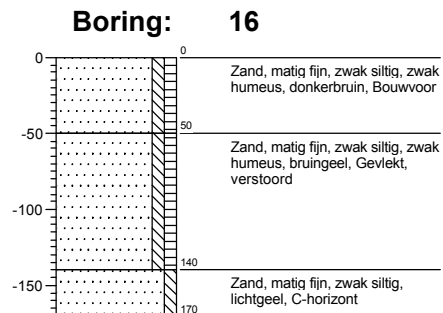 Boring: 16
0
0
Zand, matig fijn, zwak siltig, zwak
humeus, donkerbruin, Bouwvoor
-50
50
Zand, matig fijn, zwak siltig, zwak
humeus, bruingeel, Gevlekt,
verstoord
-100
140
-150
Zand, matig fijn, zwak siltig,
lichtgeel, C-horizont
170